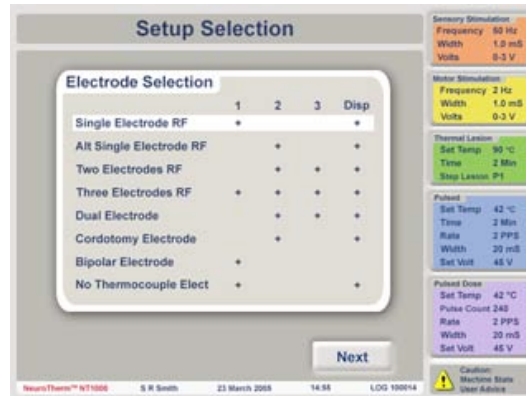 Setup Selection
Electrode Selection
1 2 3 Disp
Single Electrode RF + +
Alt Single Electrode RF + +
Two Electrodes RF + + +
Three Electrodes RF + + + +
Dual Electrode + + +
Cordotomy Electrode + +
Bipolar Electrode +
No Thermocouple Elect + +
Next
NeuroTherm™ NT1000 S R Smith 23 March 2005 14:55 LOG 100014
Sensory Stimulation
Frequency 50 Hz
Width 1.0 mS
Volts 0-3 V
Motor Stimulation
Frequency 2 Hz
Width 1.0 mS
Volts 0-3 V
Thermal Lesion
Set Temp 90 °C
Time 2 Min
Step Lesson P1
Pulsed
Set Temp 42 °C
Time 2 Min
Rate 2 PPS
Width 20 mS
Set Volt 45 V
Pulsed Dose
Set Temp 42 °C
Pulse Count 240
Rate 2 PPS
Width 20 mS
Set Volt 45 V
Caution:
Machine State
User Advice